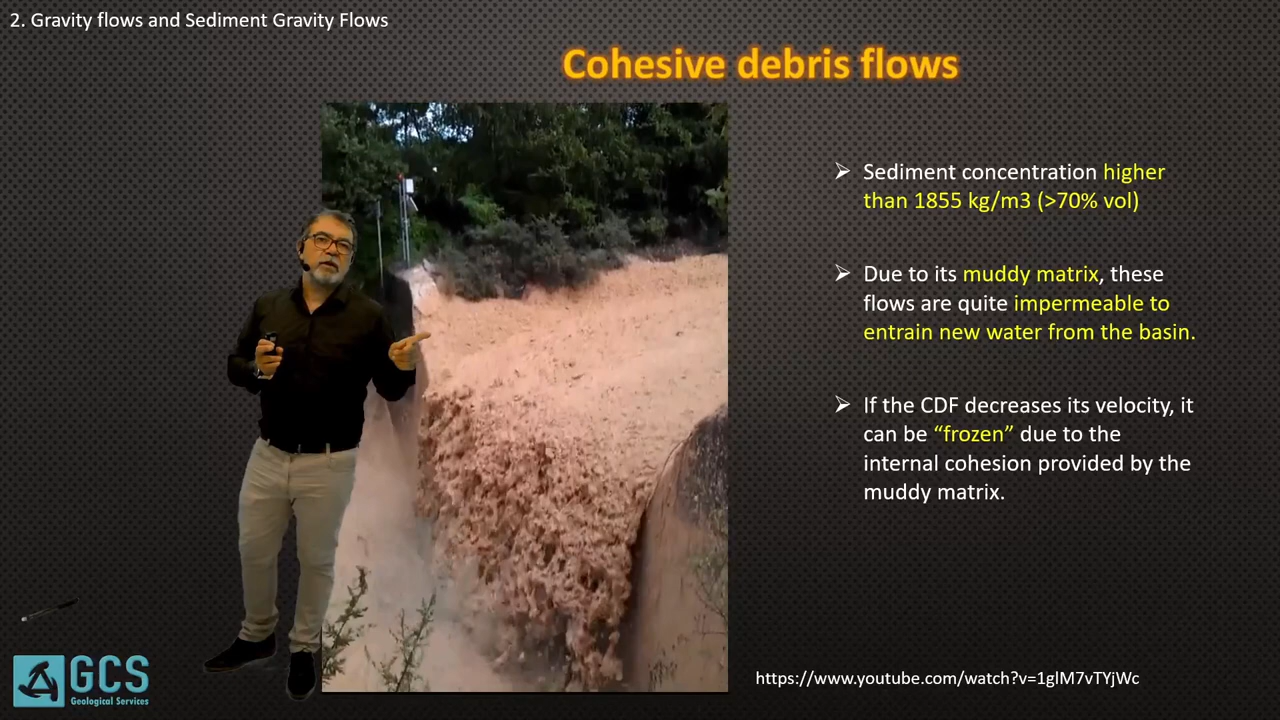 2. Gravity flows and Sediment Gravity Flows
Cohesive debris flows
Sediment concentration higher
than 1855 kg/m3 (>70% vol)
Due to its muddy matrix, these
flows are quite impermeable to
entrain new water from the basin.
If the CDF decreases its velocity, it
can be “frozen” due to the
internal cohesion provided by the
muddy matrix.
GCS
Geological Services
https://www.youtube.com/watch?v=1glM7vTYjWc